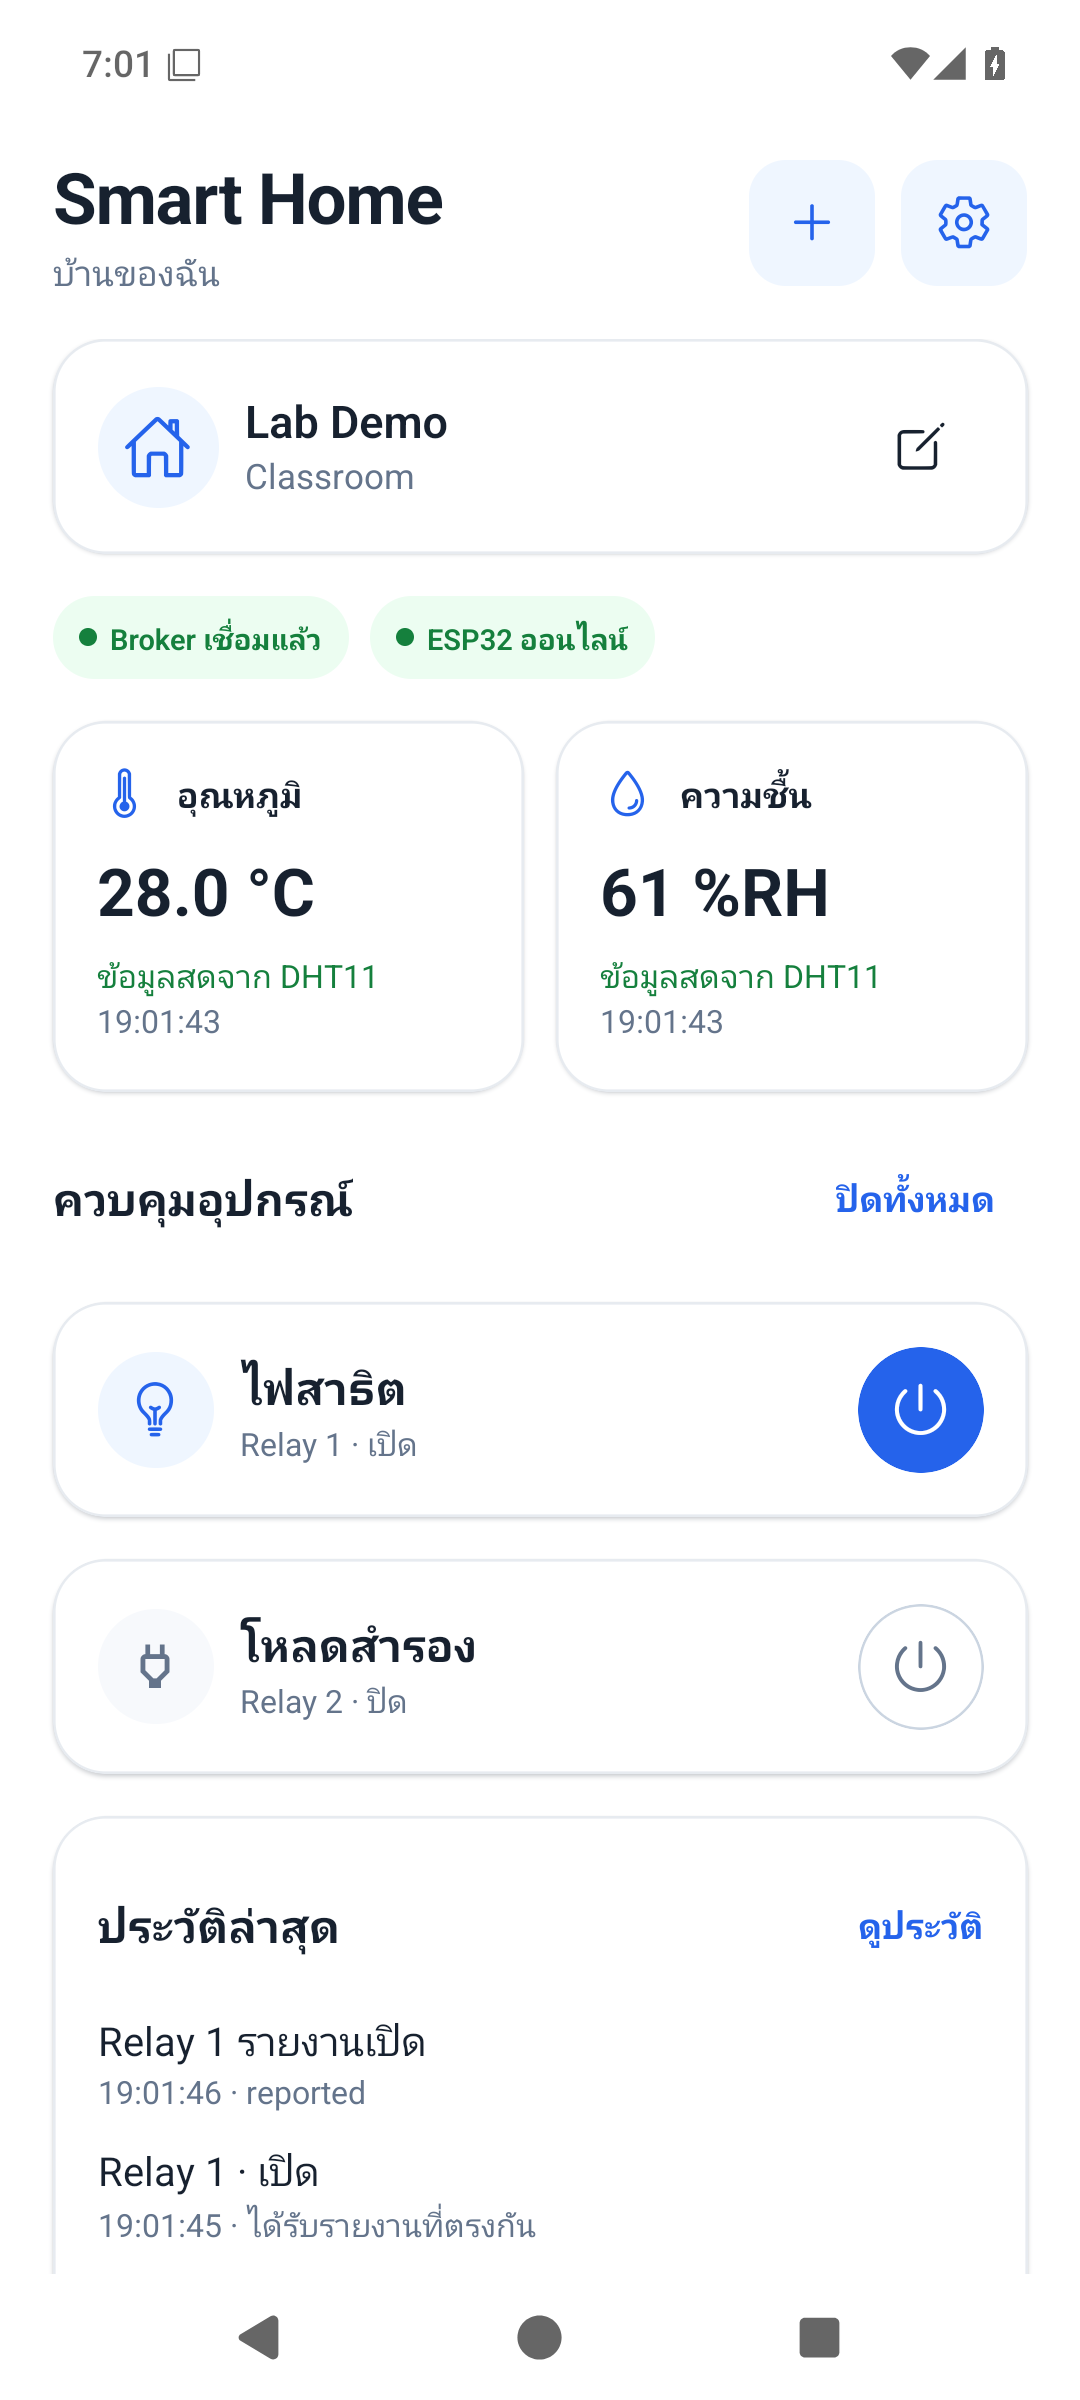 7:01
Smart Home
บ้านของฉัน
Lab Demo
Classroom
Broker เชื่อมแล้ว
ESP32 ออนไลน์
อุณหภูมิ
28.0 °C
ข้อมูลสดจาก DHT11
19:01:43
ความชื้น
61 %RH
ข้อมูลสดจาก DHT11
19:01:43
ควบคุมอุปกรณ์
ปิดทั้งหมด
ไฟสาธิต
Relay 1 · เปิด
โหลดสำรอง
Relay 2 · ปิด
ประวัติล่าสุด
ดูประวัติ
Relay 1 รายงานเปิด
19:01:46 · reported
Relay 1 · เปิด
19:01:45 · ได้รับรายงานที่ตรงกัน